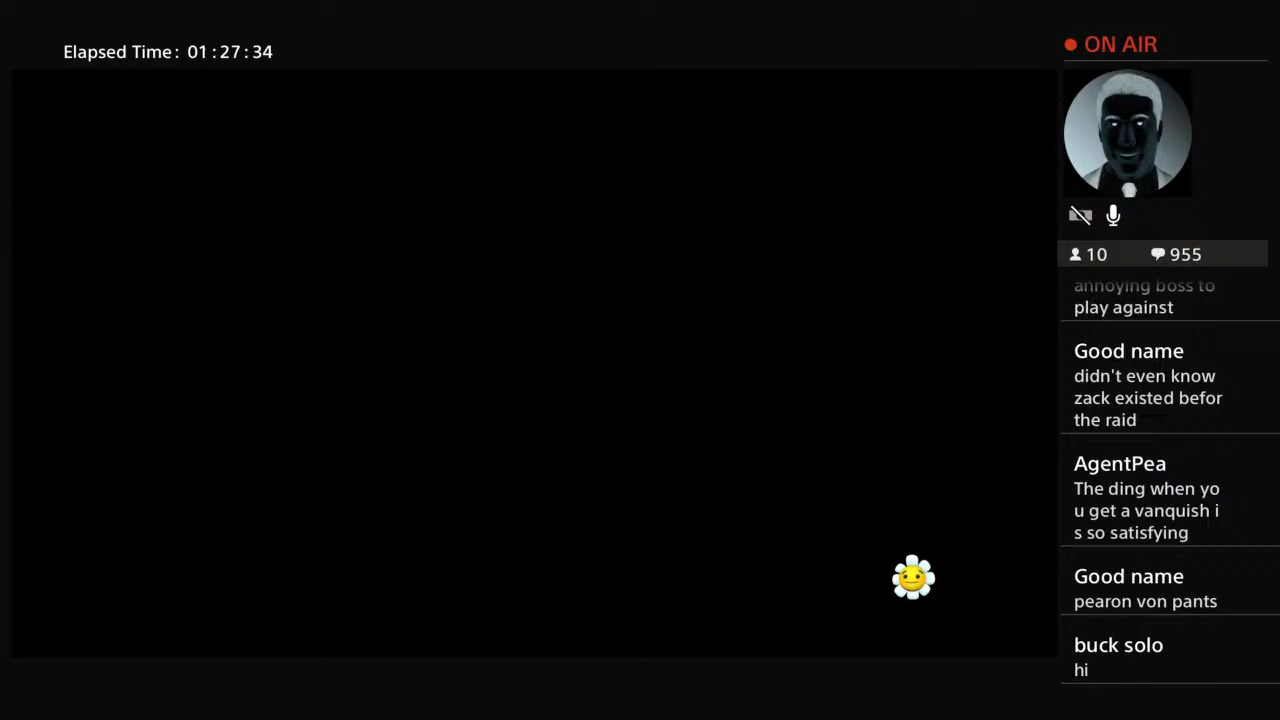 Elapsed Time: 01:27:34
ON AIR
10 955
annoying boss to
play against
Good name
didn't even know
zack existed befor
the raid
AgentPea
The ding when yo
u get a vanquish i
s so satisfying
Good name
pearon von pants
buck solo
hi